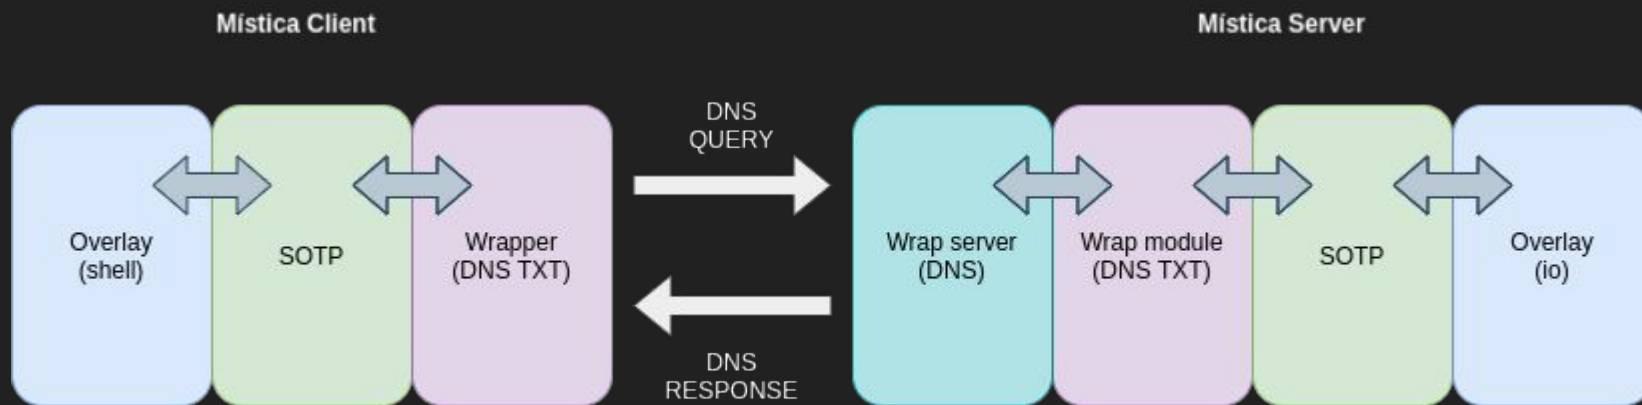 Mística Client
Mística Server
Overlay
(shell)
SOTP
Wrapper
(DNS TXT)
DNS
QUERY
DNS
RESPONSE
Wrap server
(DNS)
Wrap module
(DNS TXT)
SOTP
Overlay
(io)